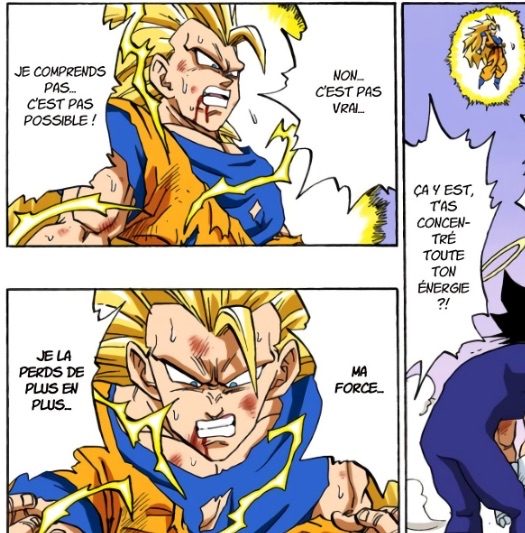 ÇA Y EST,
T'AS
CONCEN-
TRÉ
TOUTE
TON
ÉNERGIE
?!
NON...
C'EST PAS
VRAI...
JE COMPRENDS
PAS...
C'EST PAS
POSSIBLE !
MA
FORCE...
JE LA
PERDS DE
PLUS EN
PLUS...